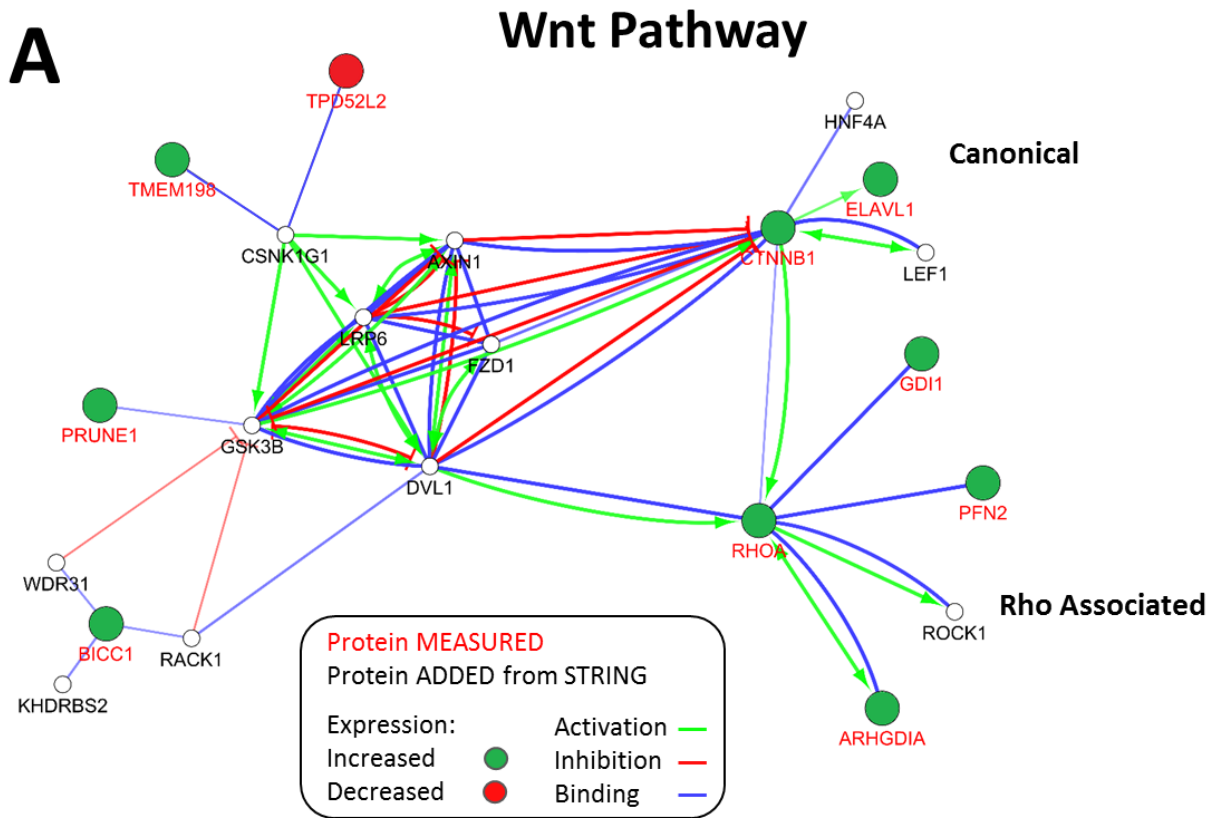 A
Wnt Pathway
TPD52L2
HNF4A
Canonical
TMEM198
ELAVL1
CSNK1G1
AXIN1
CTNNB1
LEF1
LRP6
FZD1
GDI1
PRUNE1
GSK3B
DVL1
PFN2
RHOA
WDR31
Rho Associated
ROCK1
BICC1
RACK1
KHDRBS2
ARHGDIA
Protein MEASURED
Protein ADDED from STRING
Expression:
Increased
Decreased
Activation
Inhibition
Binding